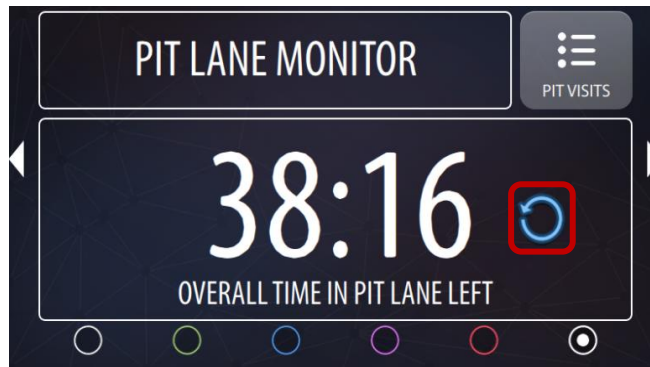 PIT LANE MONITOR
PIT VISITS
38:16
OVERALL TIME IN PIT LANE LEFT